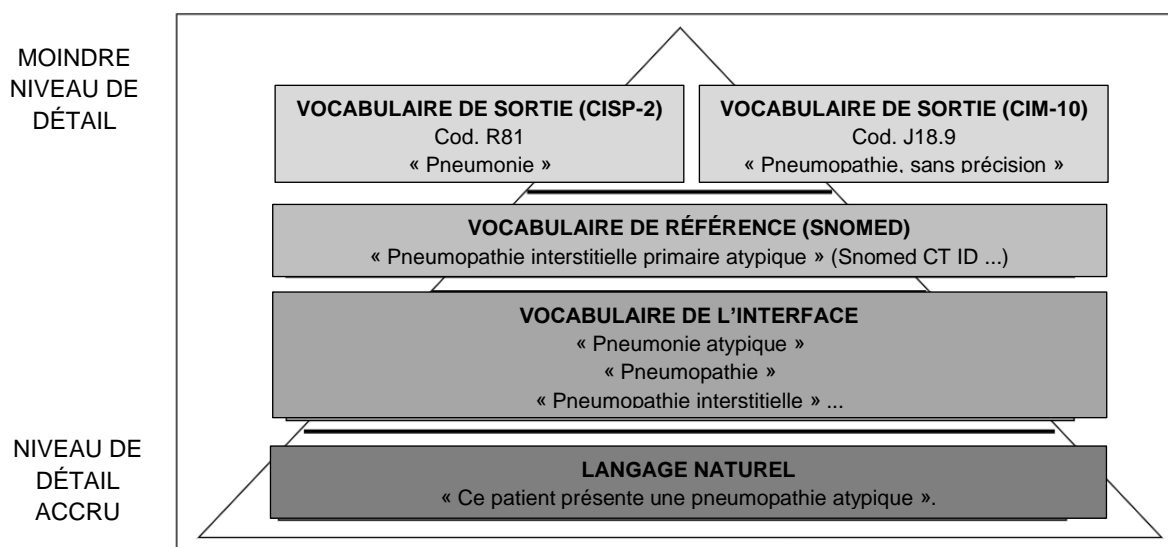 MOINDRE
NIVEAU DE
DÉTAIL
VOCABULAIRE DE SORTIE (CISP-2)
Cod. R81
« Pneumonie »
VOCABULAIRE DE SORTIE (CIM-10)
Cod. J18.9
« Pneumopathie, sans précision »
VOCABULAIRE DE RÉFÉRENCE (SNOMED)
« Pneumopathie interstitielle primaire atypique » (Snomed CT ID ...)
VOCABULAIRE DE L'INTERFACE
« Pneumonie atypique »
« Pneumopathie »
« Pneumopathie interstitielle » ...
NIVEAU DE
DÉTAIL
ACCRU
LANGAGE NATUREL
« Ce patient présente une pneumopathie atypique ».